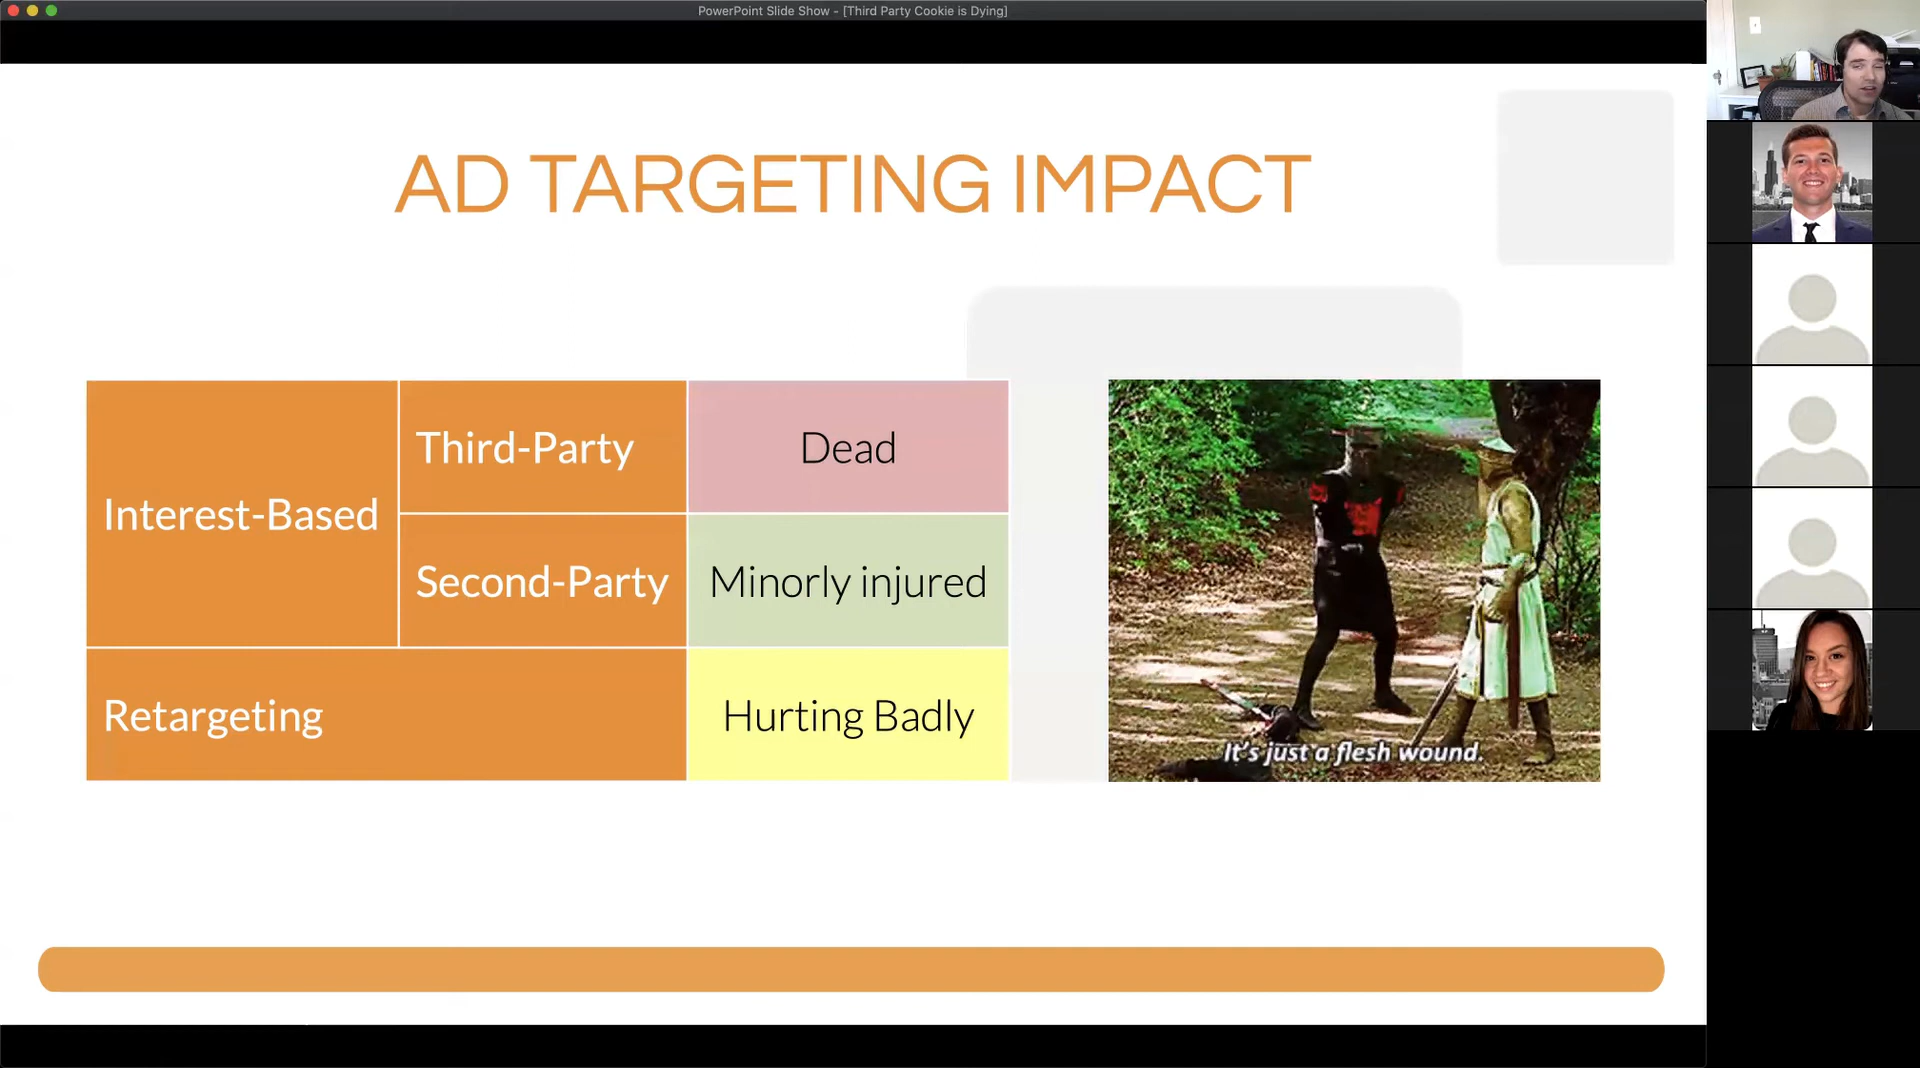 PowerPoint Slide Show - [Third Party Cookie is Dying]
AD TARGETING IMPACT
Interest-Based
Third-Party
Dead
Second-Party
Minorly injured
Retargeting
Hurting Badly
It's just a flesh wound.